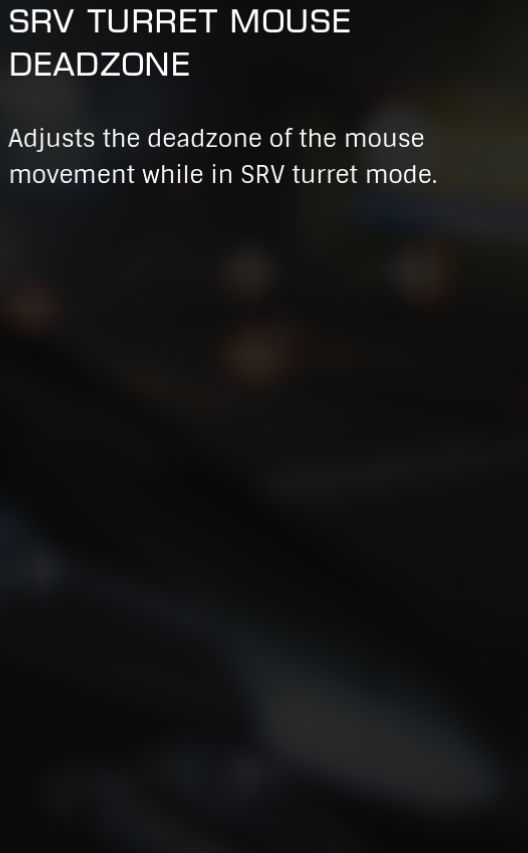 SRV TURRET MOUSE
DEADZONE
Adjusts the deadzone of the mouse
movement while in SRV turret mode.